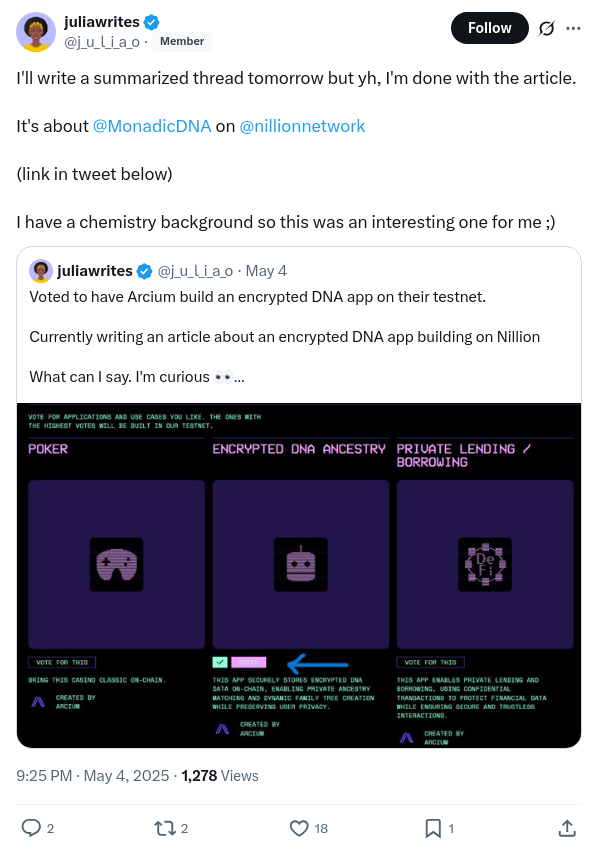 juliawrites
@j_u_l_i_a_o · Member
Follow
I'll write a summarized thread tomorrow but yh, I'm done with the article.
It's about @MonadicDNA on @nillionnetwork
(link in tweet below)
I have a chemistry background so this was an interesting one for me ;)
juliawrites @j_u_l_i_a_o · May 4
Voted to have Arcium build an encrypted DNA app on their testnet.
Currently writing an article about an encrypted DNA app building on Nillion
What can I say. I'm curious 👀...
VOTE FOR APPLICATIONS AND USE CASES YOU LIKE. THE ONES WITH
THE HIGHEST VOTES WILL BE BUILT IN OUR TESTNET.
POKER
VOTE FOR THIS
BRING THIS CASINO CLASSIC ON-CHAIN.
CREATED BY
ARCIUM
ENCRYPTED DNA ANCESTRY
THIS APP SECURELY STORES ENCRYPTED DNA
DATA ON-CHAIN, ENABLING PRIVATE ANCESTRY
MATCHING AND DYNAMIC FAMILY TREE CREATION
WHILE PRESERVING USER PRIVACY.
CREATED BY
ARCIUM
PRIVATE LENDING /
BORROWING
De
Fi
VOTE FOR THIS
THIS APP ENABLES PRIVATE LENDING AND
BORROWING, USING CONFIDENTIAL
TRANSACTIONS TO PROTECT FINANCIAL DATA
WHILE ENSURING SECURE AND TRUSTLESS
INTERACTIONS.
CREATED BY
ARCIUM
9:25 PM · May 4, 2025 · 1,278 Views
2
2
18
1